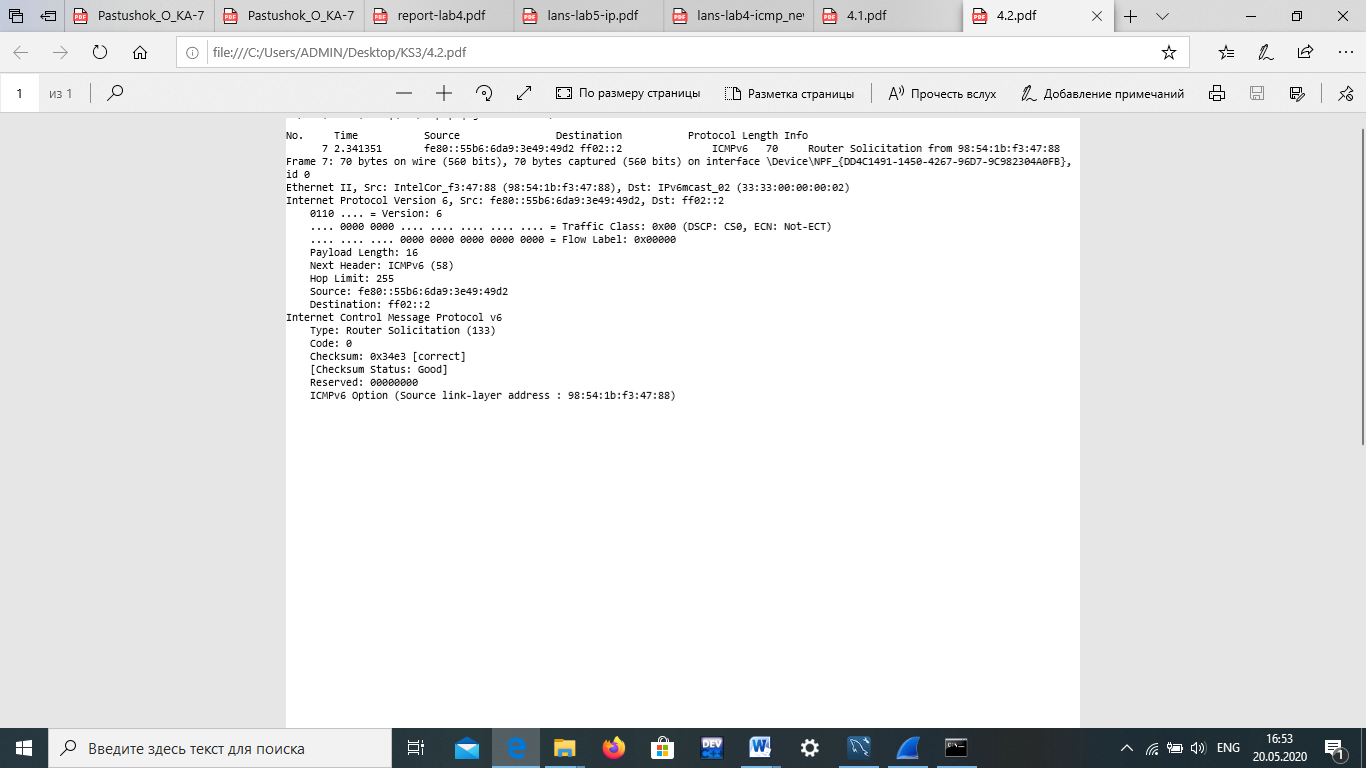 Pastushok_O_KA-7
Pastushok_O_KA-7
report-lab4.pdf
lans-lab5-ip.pdf
lans-lab4-icmp_nev
4.1.pdf
4.2.pdf
file:///C:/Users/ADMIN/Desktop/KS3/4.2.pdf
1 из 1
По размеру страницы
Разметка страницы
Прочесть вслух
Добавление примечаний
No. Time Source Destination Protocol Length Info
7 2.341351 fe80::55b6:6da9:3e49:49d2 ff02::2 ICMPv6 70 Router Solicitation from 98:54:1b:f3:47:88
Frame 7: 70 bytes on wire (560 bits), 70 bytes captured (560 bits) on interface \Device\NPF_{DD4C1491-1450-4267-96D7-9C982304A0FB},
id 0
Ethernet II, Src: IntelCor_f3:47:88 (98:54:1b:f3:47:88), Dst: IPv6mcast_02 (33:33:00:00:00:02)
Internet Protocol Version 6, Src: fe80::55b6:6da9:3e49:49d2, Dst: ff02::2
0110 .... = Version: 6
.... 0000 0000 .... .... .... .... .... = Traffic Class: 0x00 (DSCP: CS0, ECN: Not-ECT)
.... .... .... 0000 0000 0000 0000 0000 = Flow Label: 0x00000
Payload Length: 16
Next Header: ICMPv6 (58)
Hop Limit: 255
Source: fe80::55b6:6da9:3e49:49d2
Destination: ff02::2
Internet Control Message Protocol v6
Type: Router Solicitation (133)
Code: 0
Checksum: 0x34e3 [correct]
[Checksum Status: Good]
Reserved: 00000000
ICMPv6 Option (Source link-layer address : 98:54:1b:f3:47:88)
Введите здесь текст для поиска
DEV
ENG
16:53
20.05.2020
1